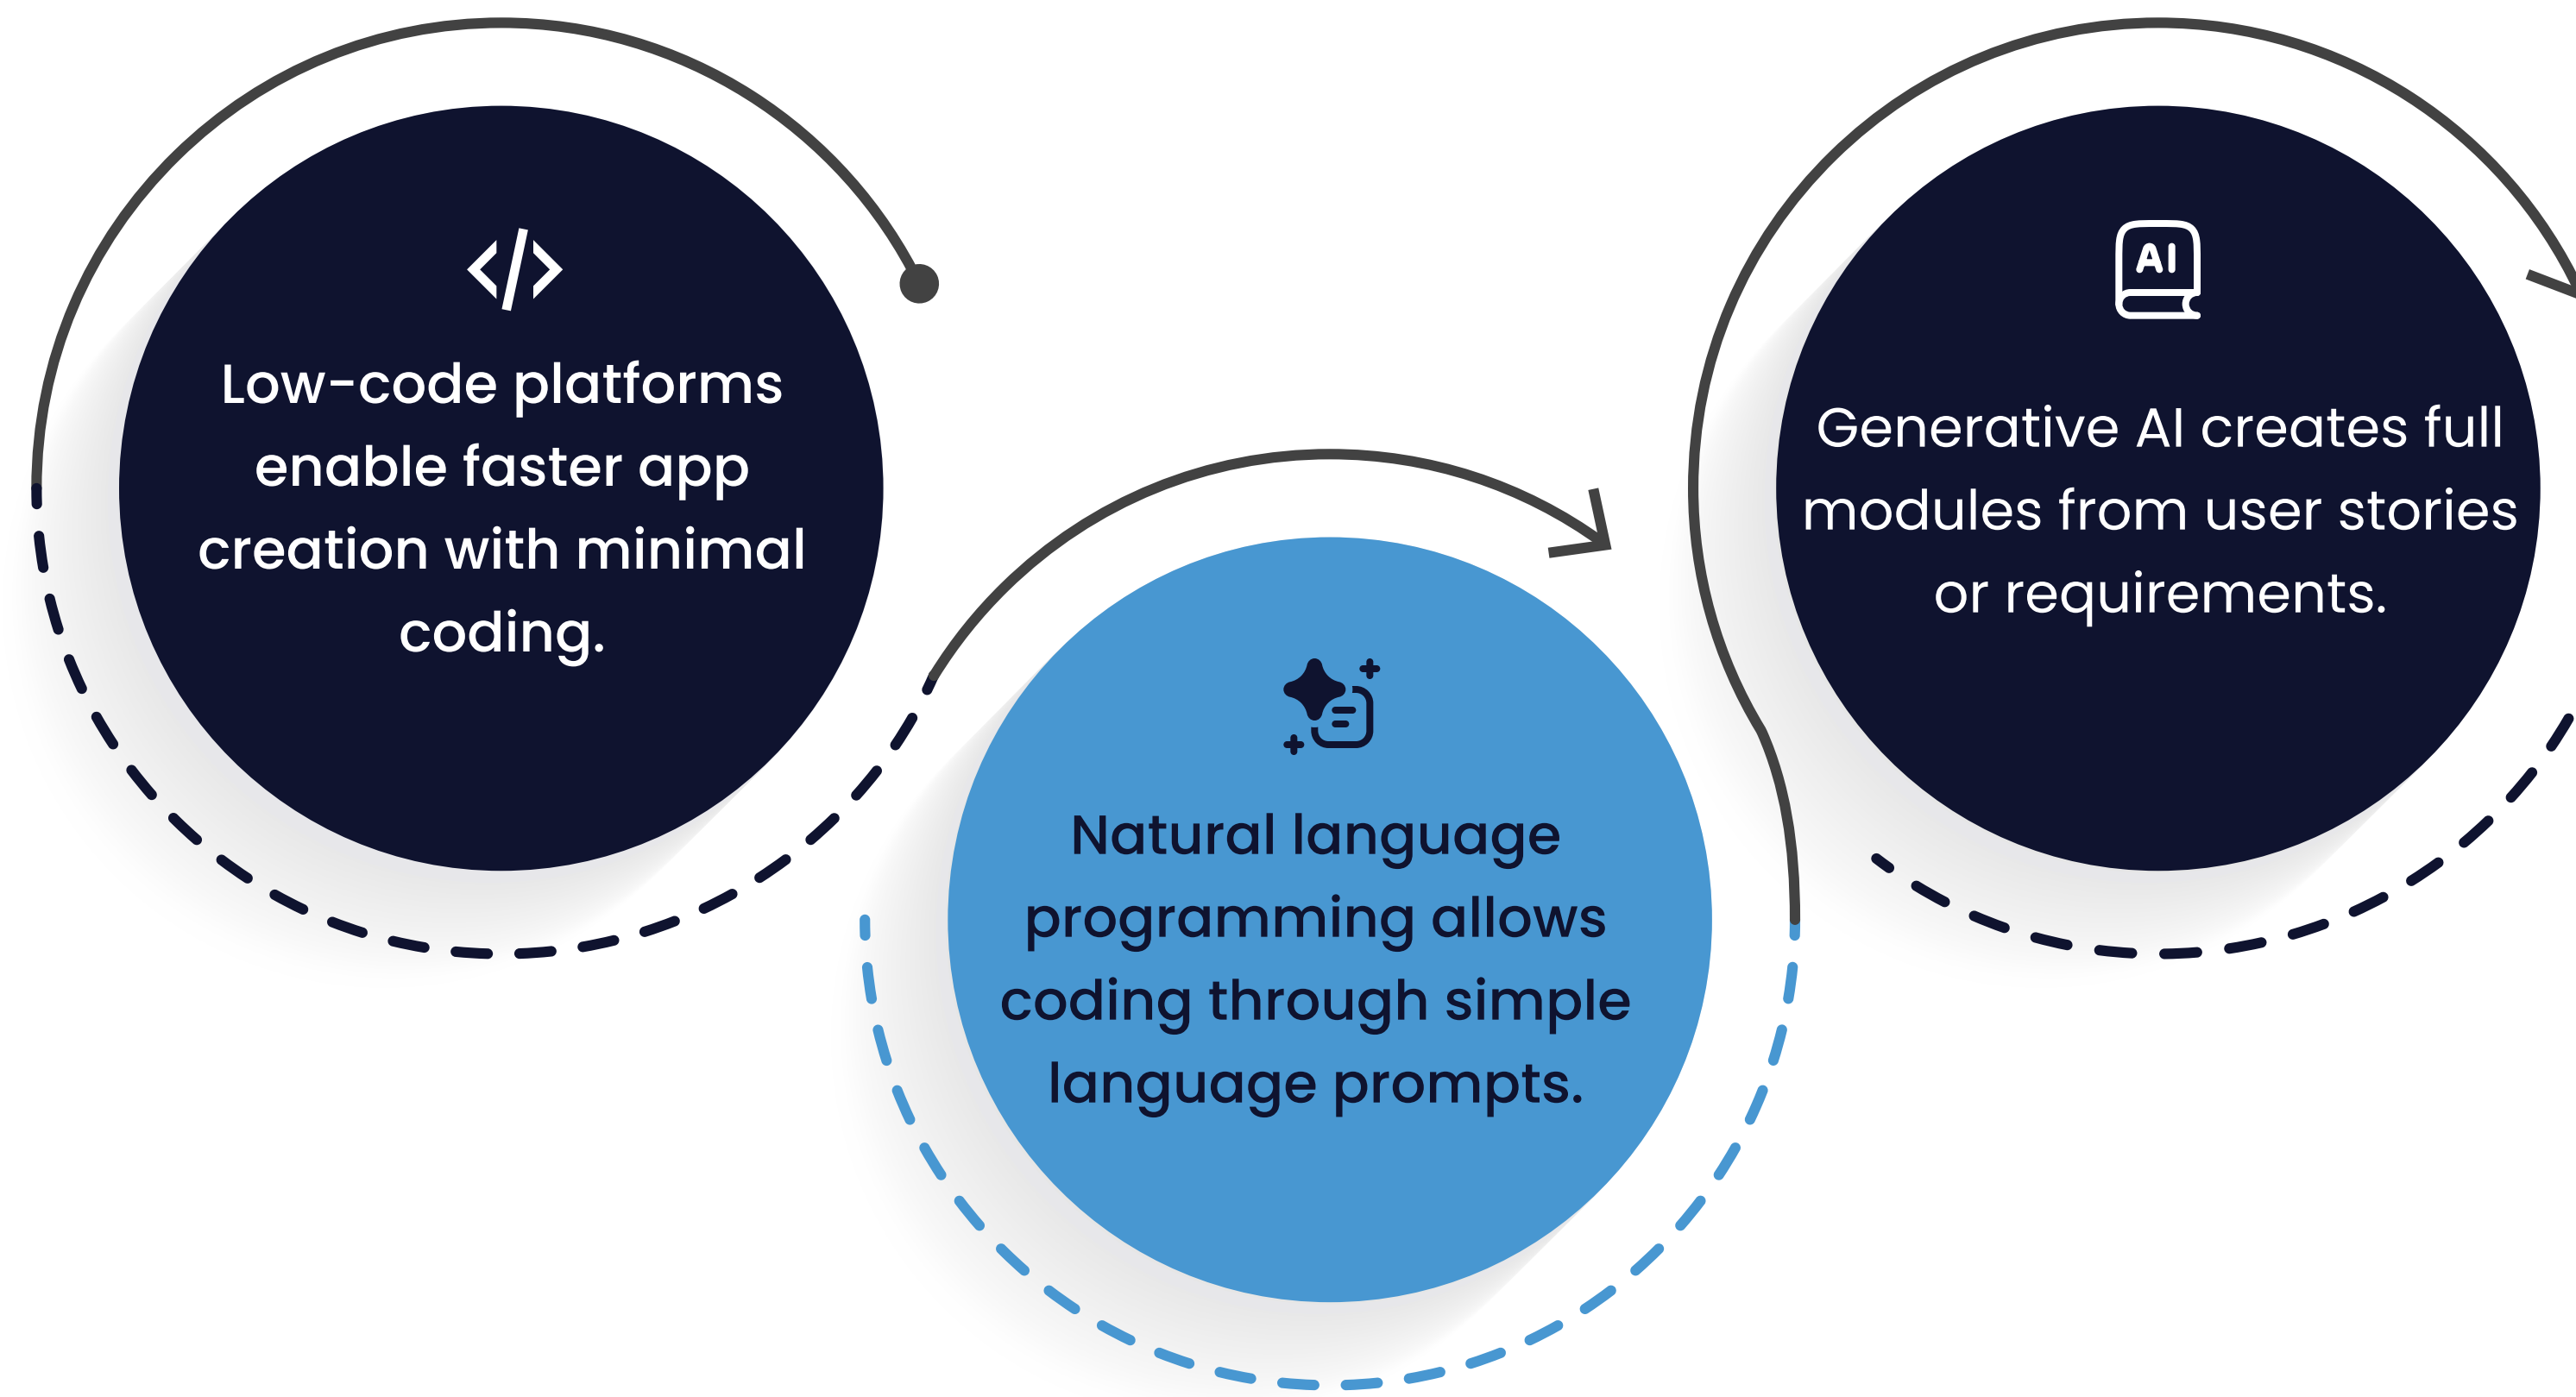 Low-code platforms
enable faster app
creation with minimal
coding.
Natural language
programming allows
coding through simple
language prompts.
AI
Generative AI creates full
modules from user stories
or requirements.